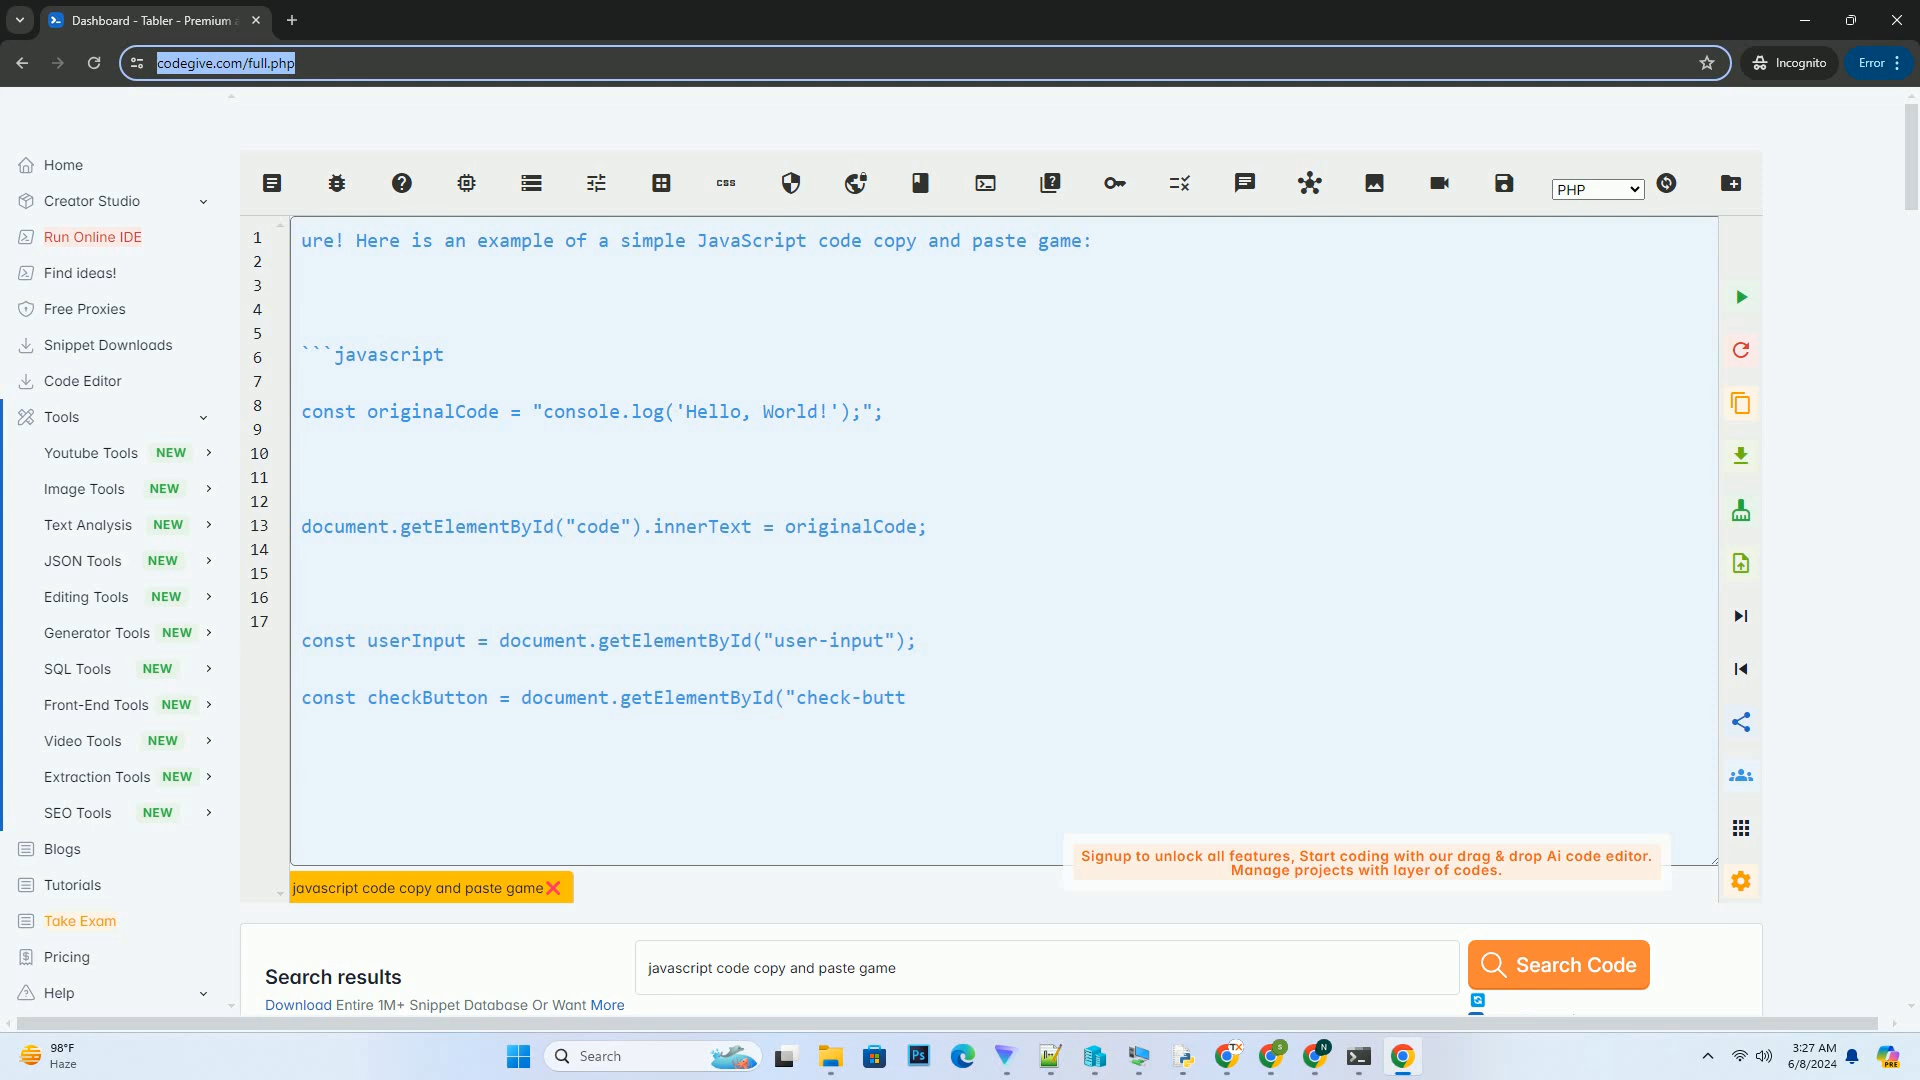 Dashboard - Tabler - Premium
codegive.com/full.php
Incognito
Error
Home
Creator Studio
Run Online IDE
Find ideas!
Free Proxies
Snippet Downloads
Code Editor
Tools
Youtube Tools NEW
Image Tools NEW
Text Analysis NEW
JSON Tools NEW
Editing Tools NEW
Generator Tools NEW
SQL Tools NEW
Front-End Tools NEW
Video Tools NEW
Extraction Tools NEW
SEO Tools NEW
Blogs
Tutorials
Take Exam
Pricing
Help
css
PHP
1
2
3
4
5
6
7
8
9
10
11
12
13
14
15
16
17
ure! Here is an example of a simple JavaScript code copy and paste game:
```javascript
const originalCode = "console.log('Hello, World!');";
document.getElementById("code").innerText = originalCode;
const userInput = document.getElementById("user-input");
const checkButton = document.getElementById("check-butt
Signup to unlock all features, Start coding with our drag & drop Ai code editor.
Manage projects with layer of codes.
javascript code copy and paste game
Search results
Download Entire 1M+ Snippet Database Or Want More
javascript code copy and paste game
Search Code
98°F
Haze
Search
Ps
TX
S
N
3:27 AM
6/8/2024
PRE